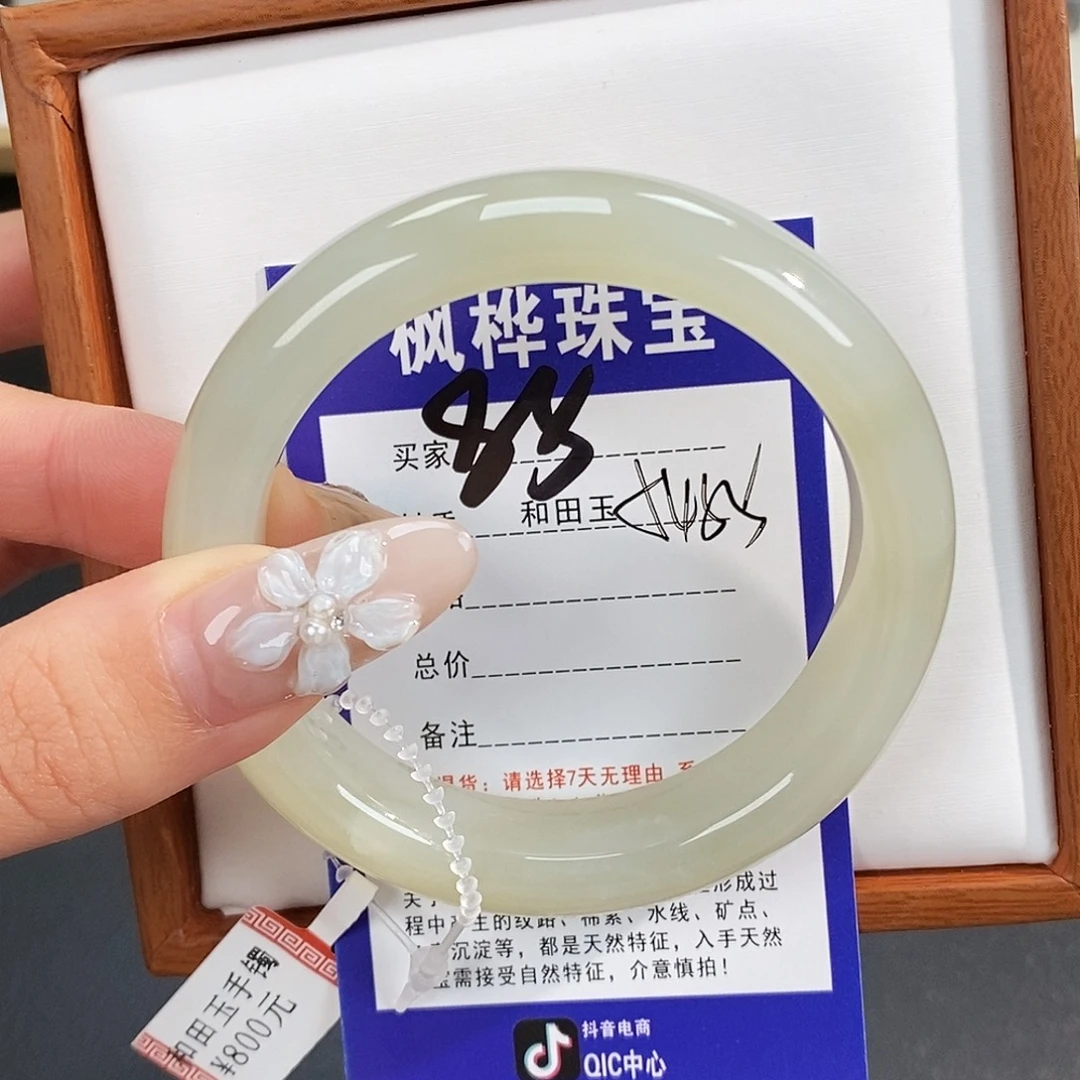 枫桦珠宝
买家
和田玉
总价
备注
退货：请选择7天无理由
形成过
程中产生的纹路、棉絮、水线、矿点、
沉淀等，都是天然特征，入手天然
宝需接受自然特征，介意慎拍！
抖音电商
QIC中心
和田玉手镯
¥800元